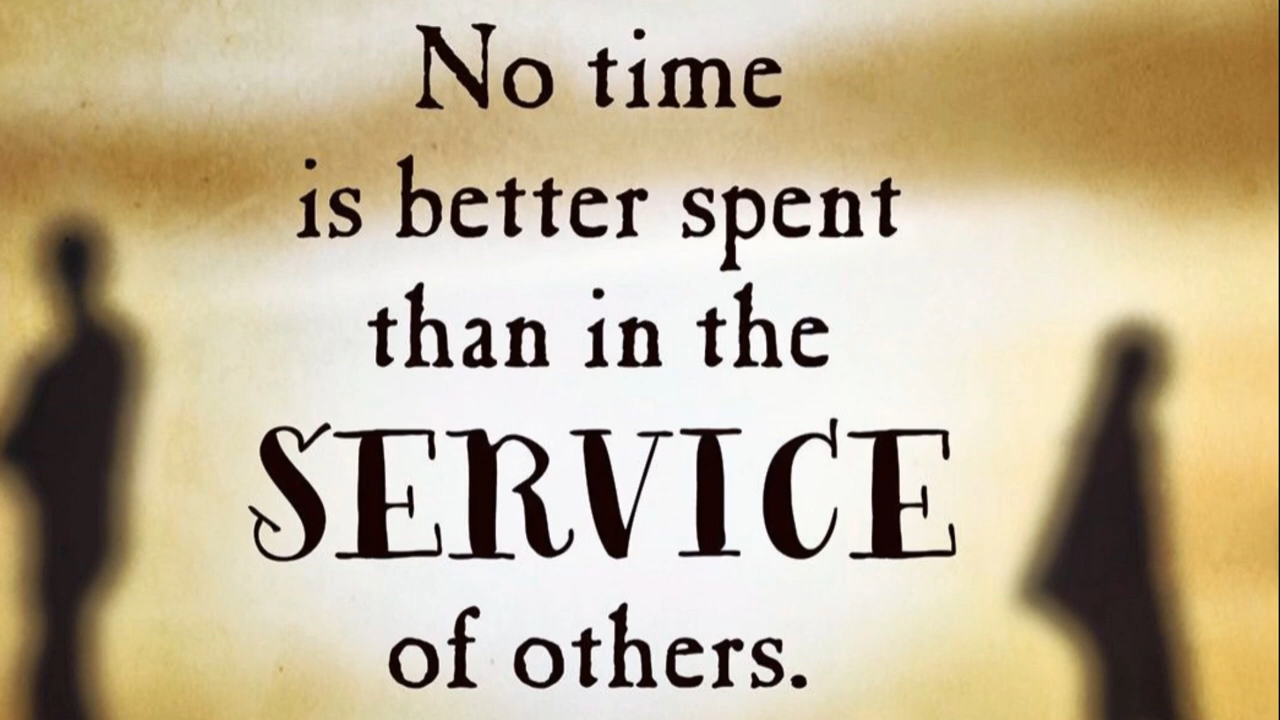 No time
is better spent
than in the
SERVICE
of others.